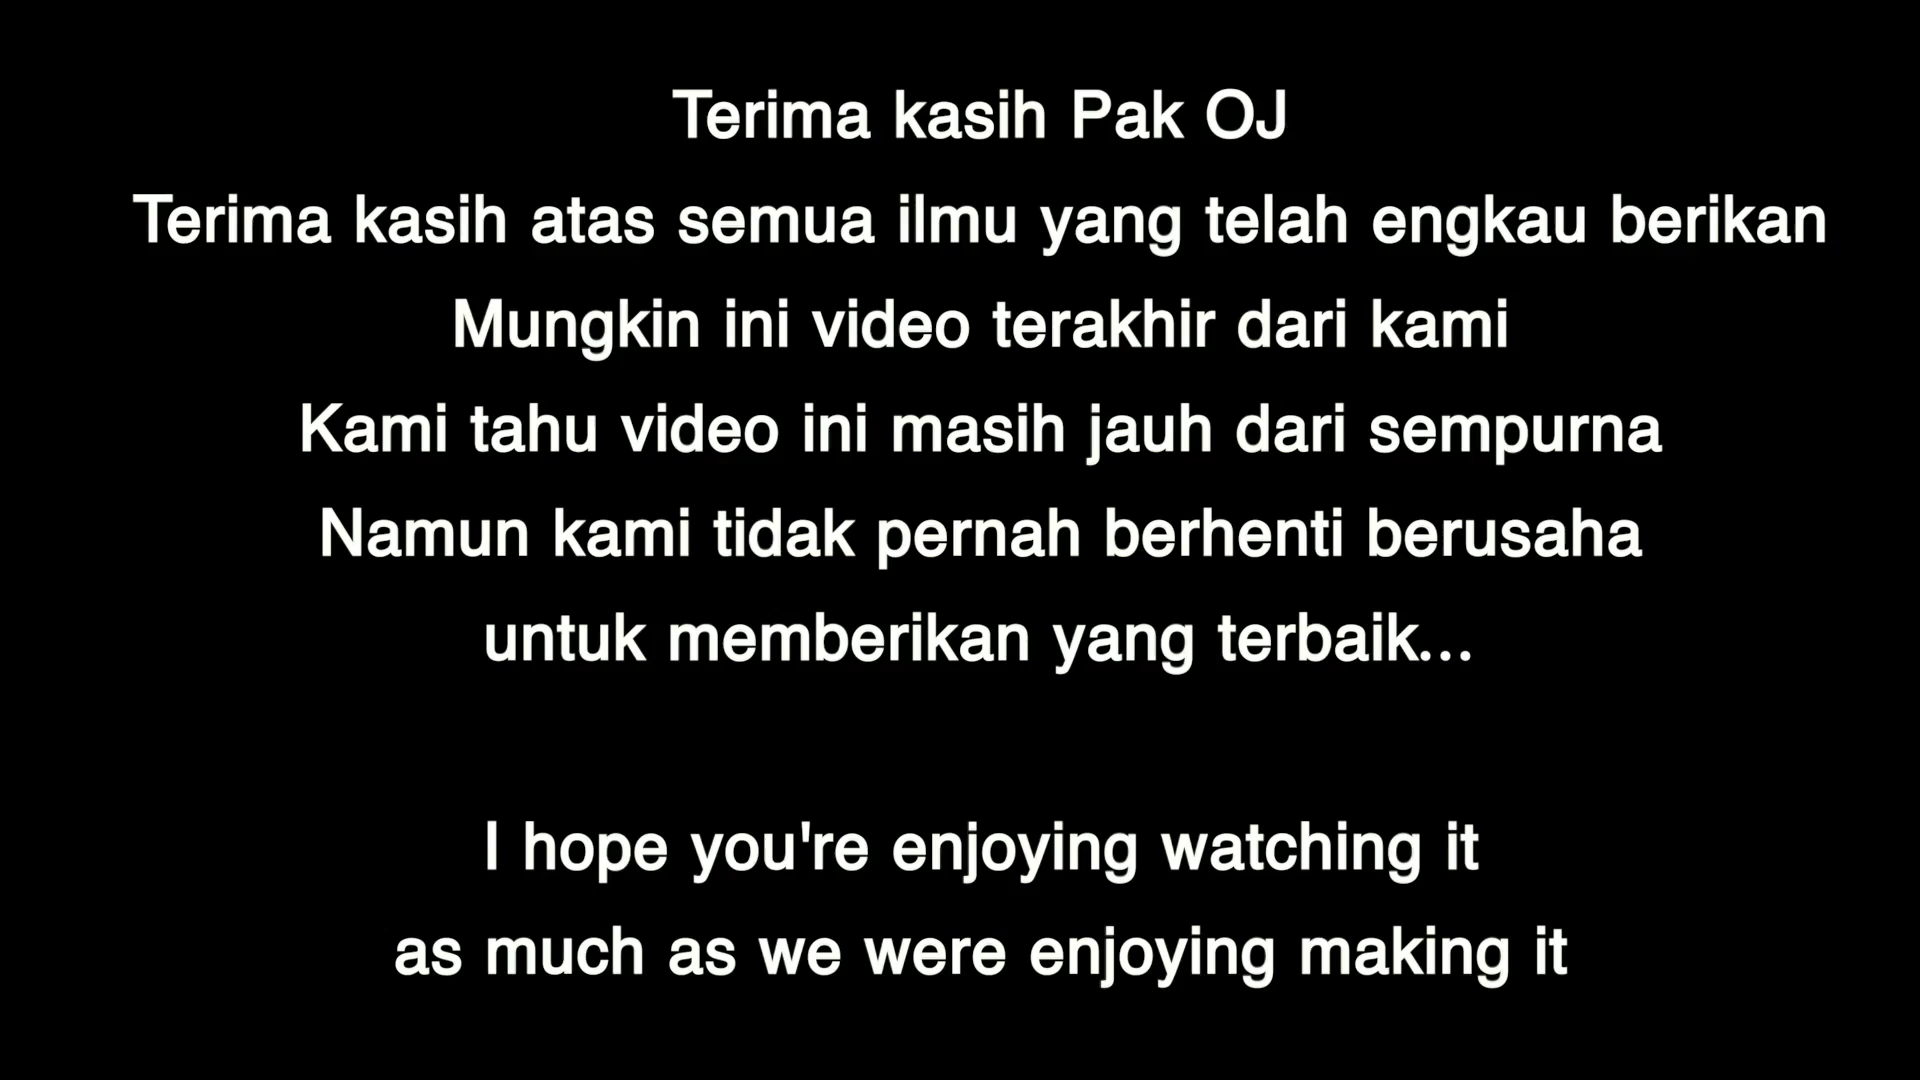 Terima kasih Pak OJ
Terima kasih atas semua ilmu yang telah engkau berikan
Mungkin ini video terakhir dari kami
Kami tahu video ini masih jauh dari sempurna
Namun kami tidak pernah berhenti berusaha
untuk memberikan yang terbaik...
I hope you're enjoying watching it
as much as we were enjoying making it